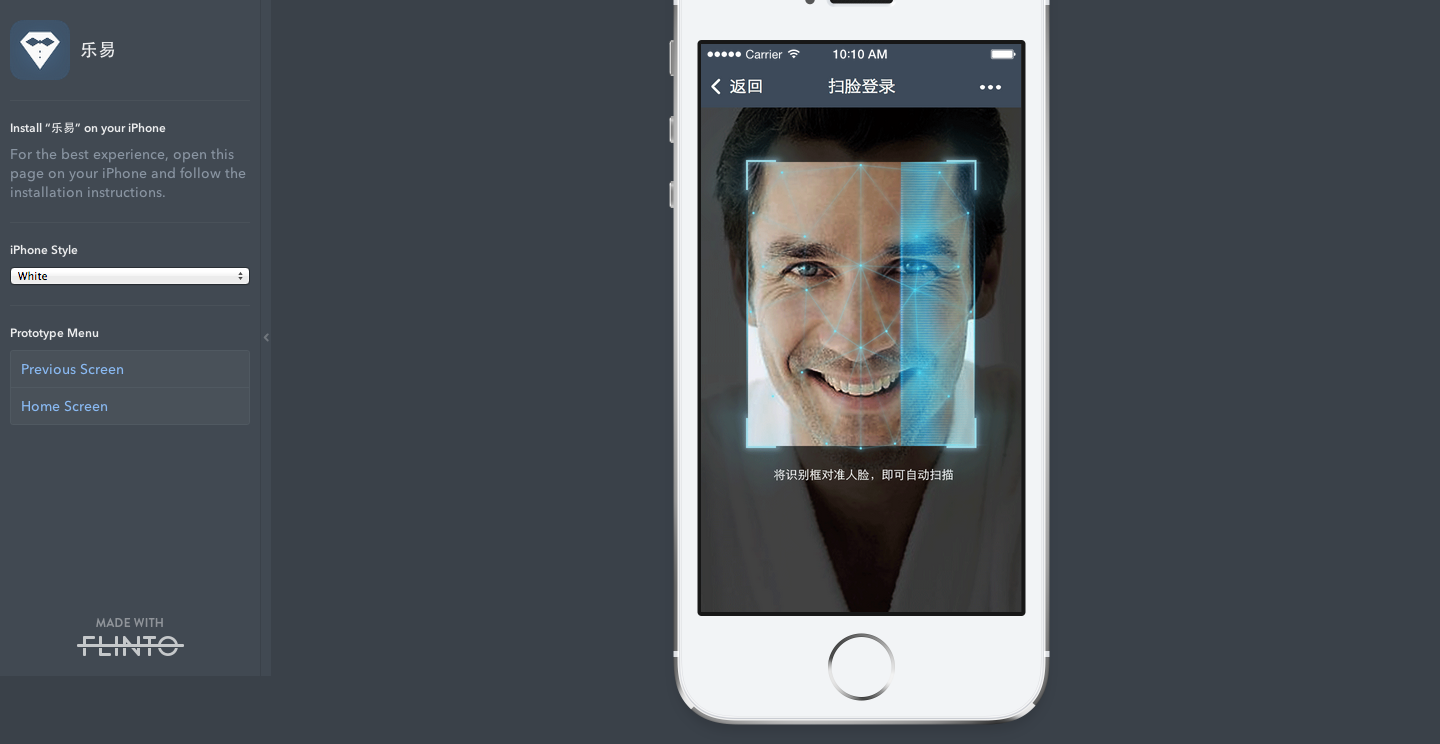 乐易
Install “乐易” on your iPhone
For the best experience, open this
page on your iPhone and follow the
installation instructions.
iPhone Style
White
Prototype Menu
Previous Screen
Home Screen
MADE WITH
FLINTO
Carrier 10:10 AM
返回 扫脸登录
将识别框对准人脸，即可自动扫描